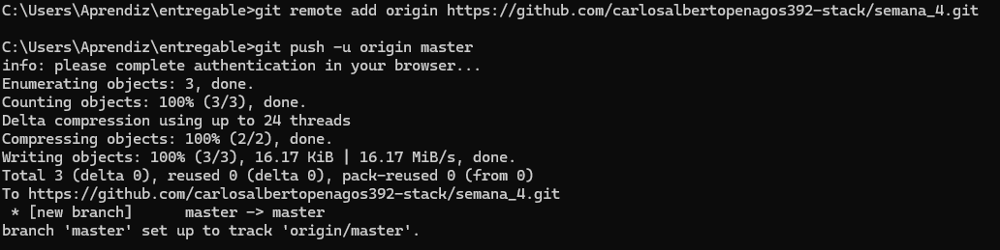 C:\Users\Aprendiz\entregable>git remote add origin https://github.com/carlosalbertopenagos392-stack/semana_4.git
C:\Users\Aprendiz\entregable>git push -u origin master
info: please complete authentication in your browser...
Enumerating objects: 3, done.
Counting objects: 100% (3/3), done.
Delta compression using up to 24 threads
Compressing objects: 100% (2/2), done.
Writing objects: 100% (3/3), 16.17 KiB | 16.17 MiB/s, done.
Total 3 (delta 0), reused 0 (delta 0), pack-reused 0 (from 0)
To https://github.com/carlosalbertopenagos392-stack/semana_4.git
 * [new branch]      master -> master
branch 'master' set up to track 'origin/master'.